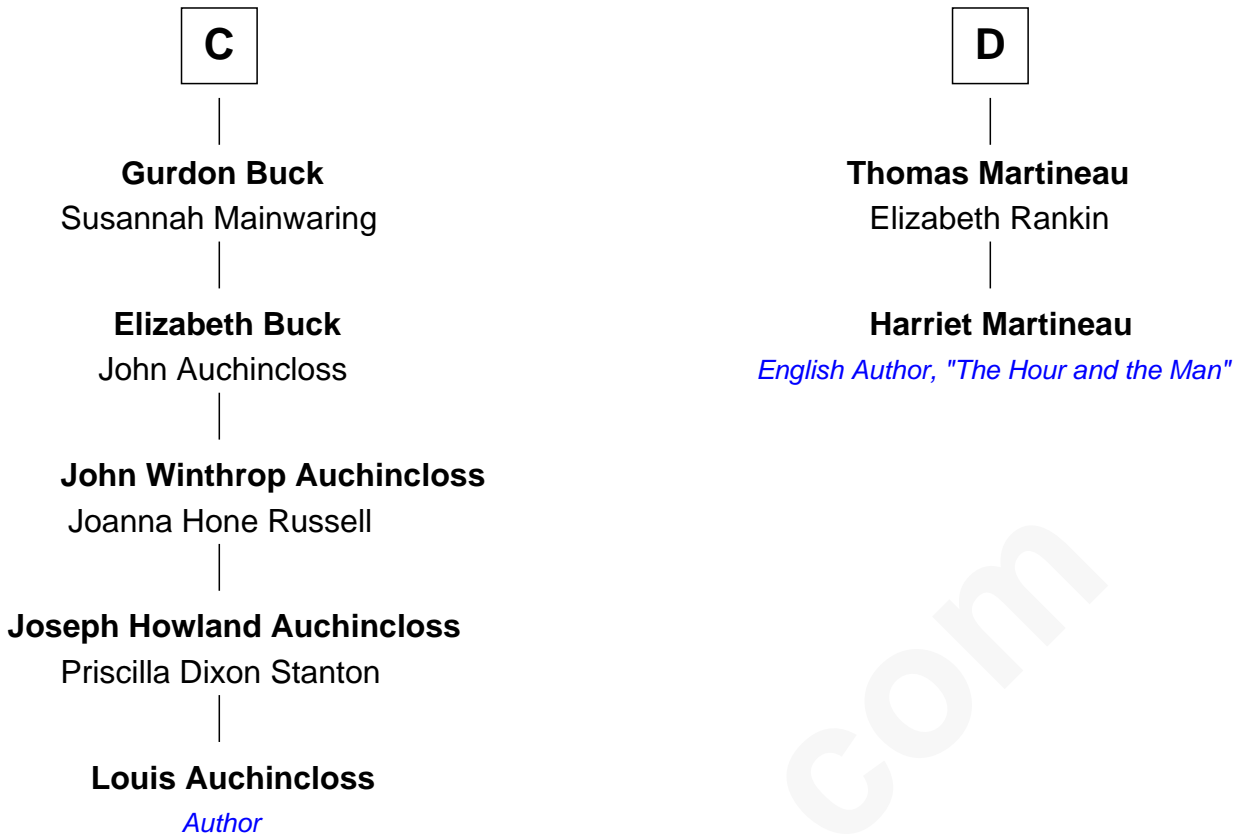 C
Gurdon Buck
Susannah Mainwaring
Elizabeth Buck
John Auchincloss
John Winthrop Auchincloss
Joanna Hone Russell
Joseph Howland Auchincloss
Priscilla Dixon Stanton
Louis Auchincloss
Author
D
Thomas Martineau
Elizabeth Rankin
Harriet Martineau
English Author, "The Hour and the Man"
com